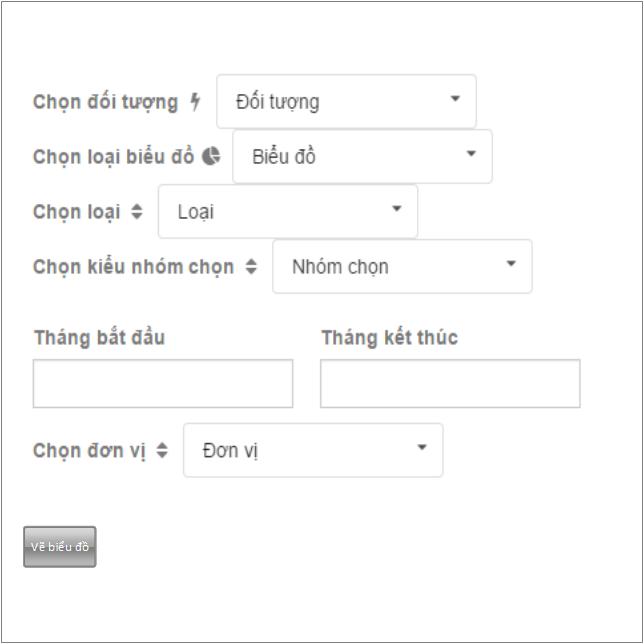 Chọn đối tượng Đối tượng
Chọn loại biểu đồ Biểu đồ
Chọn loại Loại
Chọn kiểu nhóm chọn Nhóm chọn
Tháng bắt đầu Tháng kết thúc
Chọn đơn vị Đơn vị
Vẽ biểu đồ